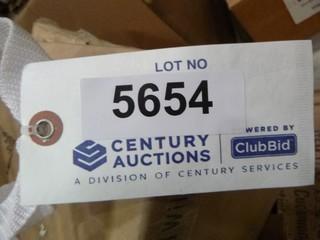 LOT NO
5654
CENTURY
AUCTIONS
WERED BY
ClubBid
A DIVISION OF CENTURY SERVICES